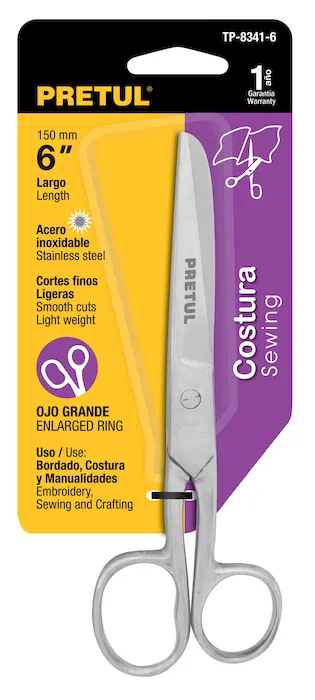 TP-8341-6
PRETUL®
1 año
Garantía
Warranty
150 mm
6”
Largo
Length
Acero
inoxidable
Stainless steel
Cortes finos
Ligeras
Smooth cuts
Light weight
OJO GRANDE
ENLARGED RING
Uso / Use:
Bordado, Costura
y Manualidades
Embroidery,
Sewing and Crafting
PRETUL
Costura
Sewing